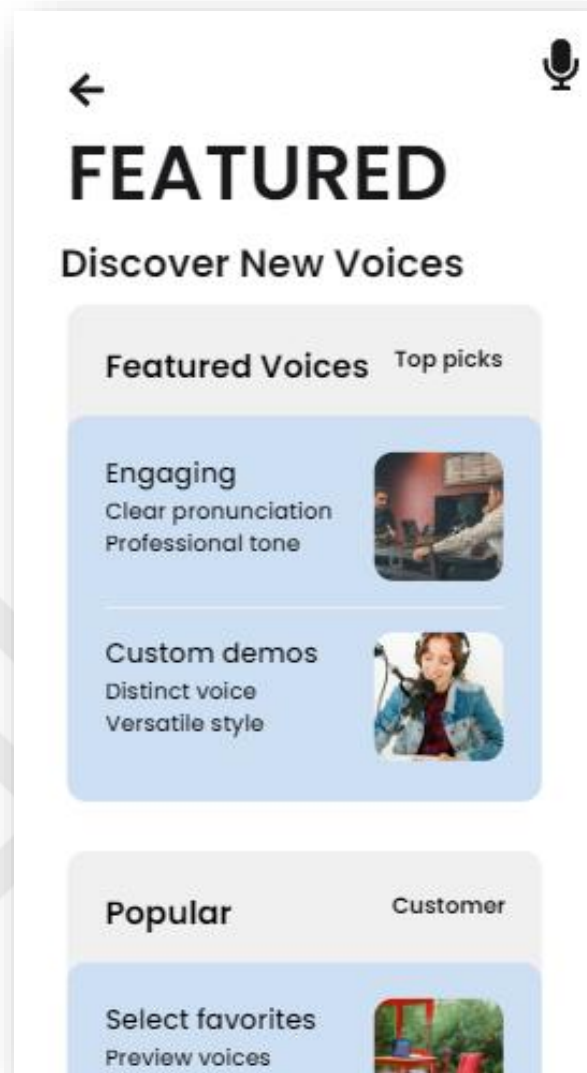 FEATURED
Discover New Voices
Featured Voices Top picks
Engaging
Clear pronunciation
Professional tone
Custom demos
Distinct voice
Versatile style
Popular Customer
Select favorites
Preview voices